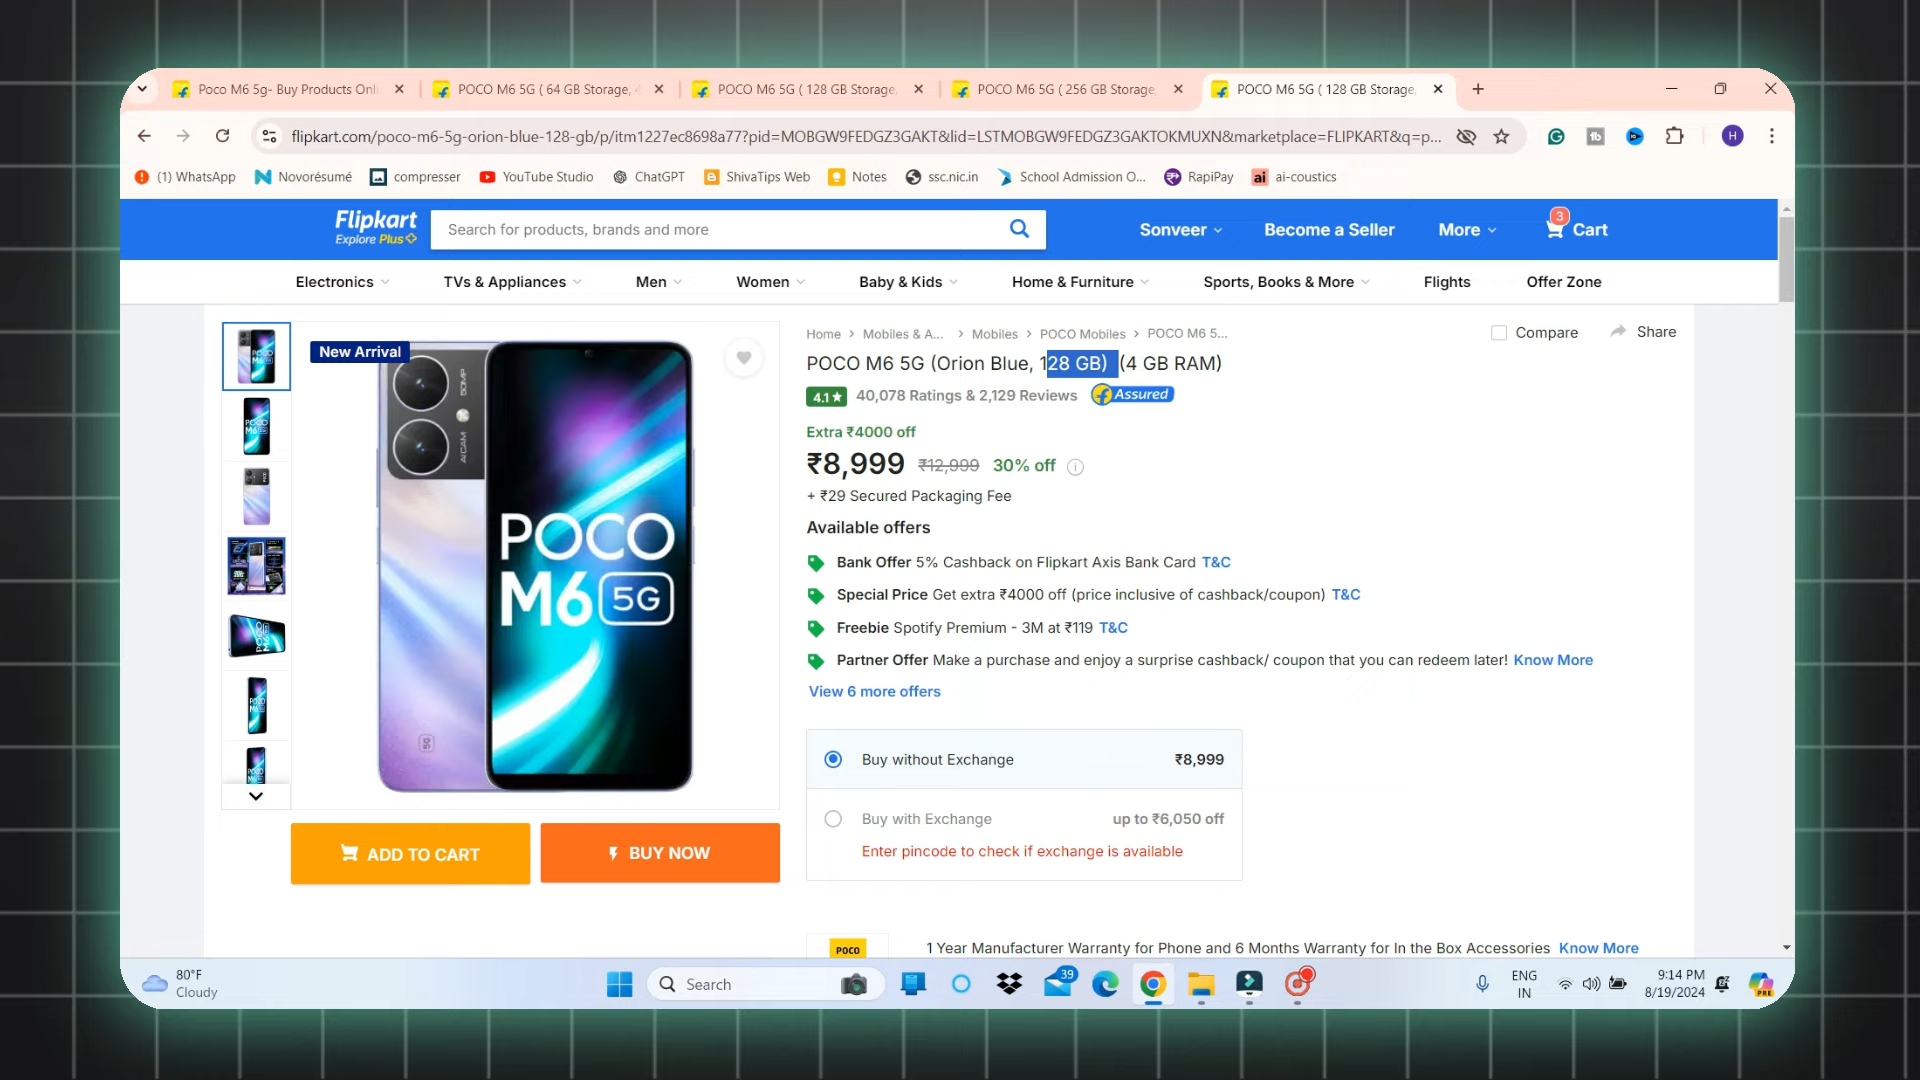 Poco M6 5g- Buy Products Onli
POCO M6 5G ( 64 GB Storage, 4
POCO M6 5G ( 128 GB Storage,
POCO M6 5G ( 256 GB Storage,
POCO M6 5G ( 128 GB Storage,
flipkart.com/poco-m6-5g-orion-blue-128-gb/p/itm1227ec8698a77?pid=MOBGW9FEDGZ3GAKT&lid=LSTMOBGW9FEDGZ3GAKTOKMUXN&marketplace=FLIPKART&q=p...
H
(1) WhatsApp
Novorésumé
compresser
YouTube Studio
ChatGPT
ShivaTips Web
Notes
ssc.nic.in
School Admission O...
RapiPay
ai
ai-coustics
Flipkart
Explore Plus
Search for products, brands and more
Sonveer
Become a Seller
More
3
Cart
Electronics
TVs & Appliances
Men
Women
Baby & Kids
Home & Furniture
Sports, Books & More
Flights
Offer Zone
New Arrival
50MP
AI CAM
POCO
M6 5G
5G
ADD TO CART
BUY NOW
Home
Mobiles & A...
Mobiles
POCO Mobiles
POCO M6 5...
Compare
Share
POCO M6 5G (Orion Blue, 128 GB) (4 GB RAM)
4.1★
40,078 Ratings & 2,129 Reviews
Assured
Extra ₹4000 off
₹8,999 ₹12,999 30% off
+ ₹29 Secured Packaging Fee
Available offers
Bank Offer 5% Cashback on Flipkart Axis Bank Card T&C
Special Price Get extra ₹4000 off (price inclusive of cashback/coupon) T&C
Freebie Spotify Premium - 3M at ₹119 T&C
Partner Offer Make a purchase and enjoy a surprise cashback/ coupon that you can redeem later! Know More
View 6 more offers
Buy without Exchange ₹8,999
Buy with Exchange up to ₹6,050 off
Enter pincode to check if exchange is available
POCO
1 Year Manufacturer Warranty for Phone and 6 Months Warranty for In the Box Accessories Know More
80°F
Cloudy
Search
39
ENG
IN
9:14 PM
8/19/2024
PRE